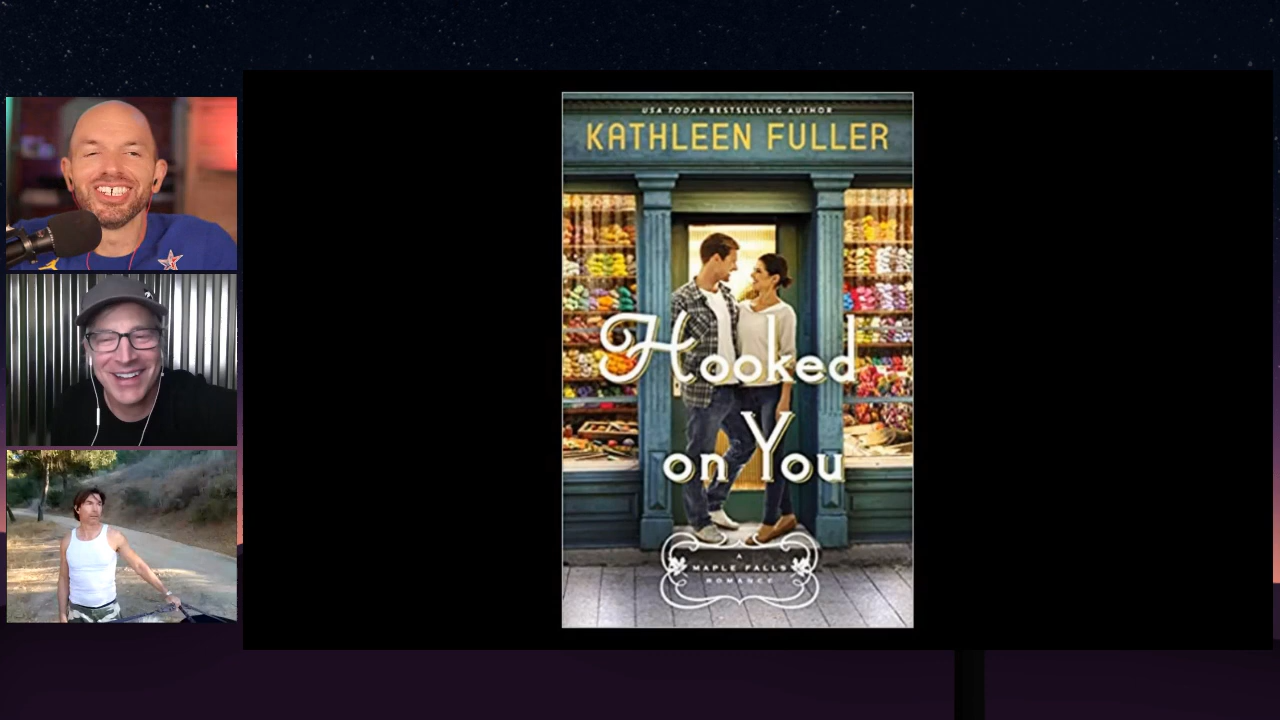 USA TODAY BESTSELLING AUTHOR
KATHLEEN FULLER
Hooked
on You
A
MAPLE FALLS
ROMANCE